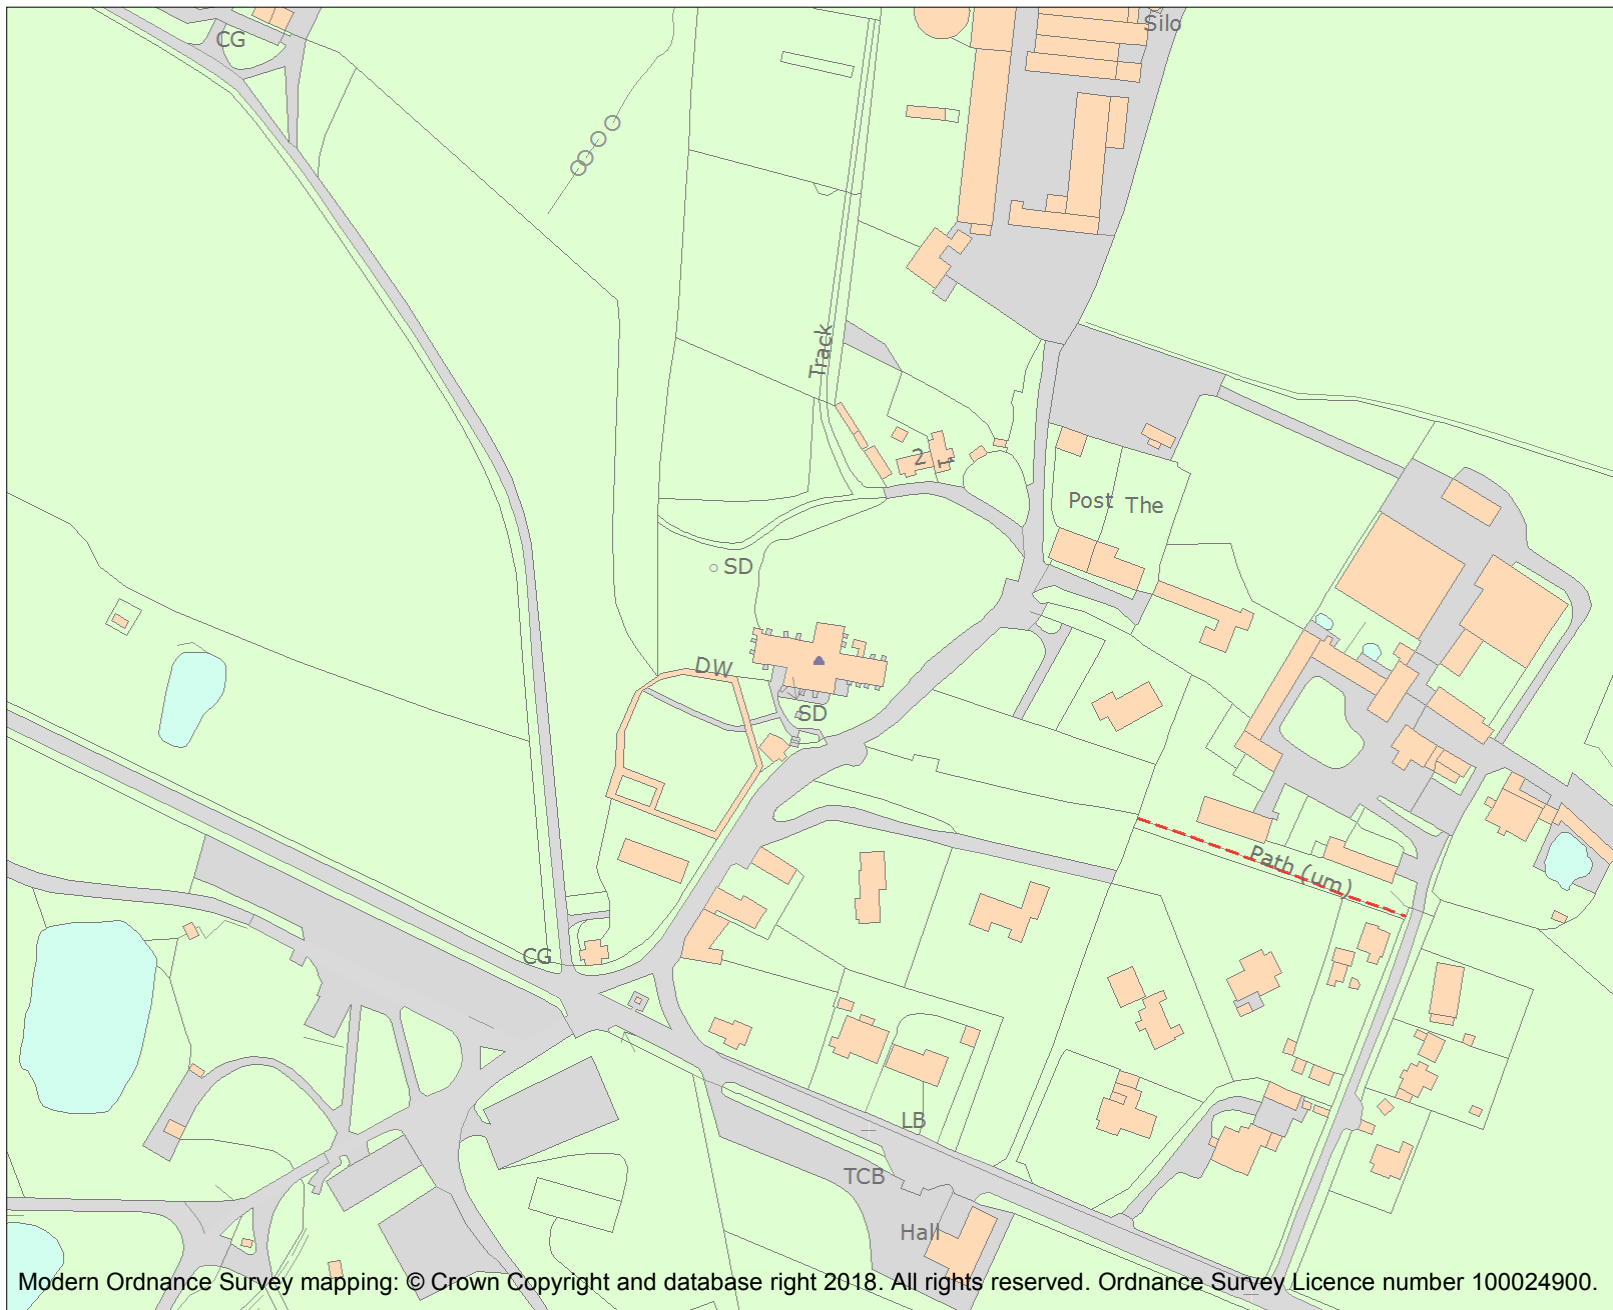 CG
Silo
Track
2
1
Post The
SD
DW
SD
Path (um)
CG
LB
TCB
Hall
Modern Ordnance Survey mapping: © Crown Copyright and database right 2018. All rights reserved. Ordnance Survey Licence number 100024900.